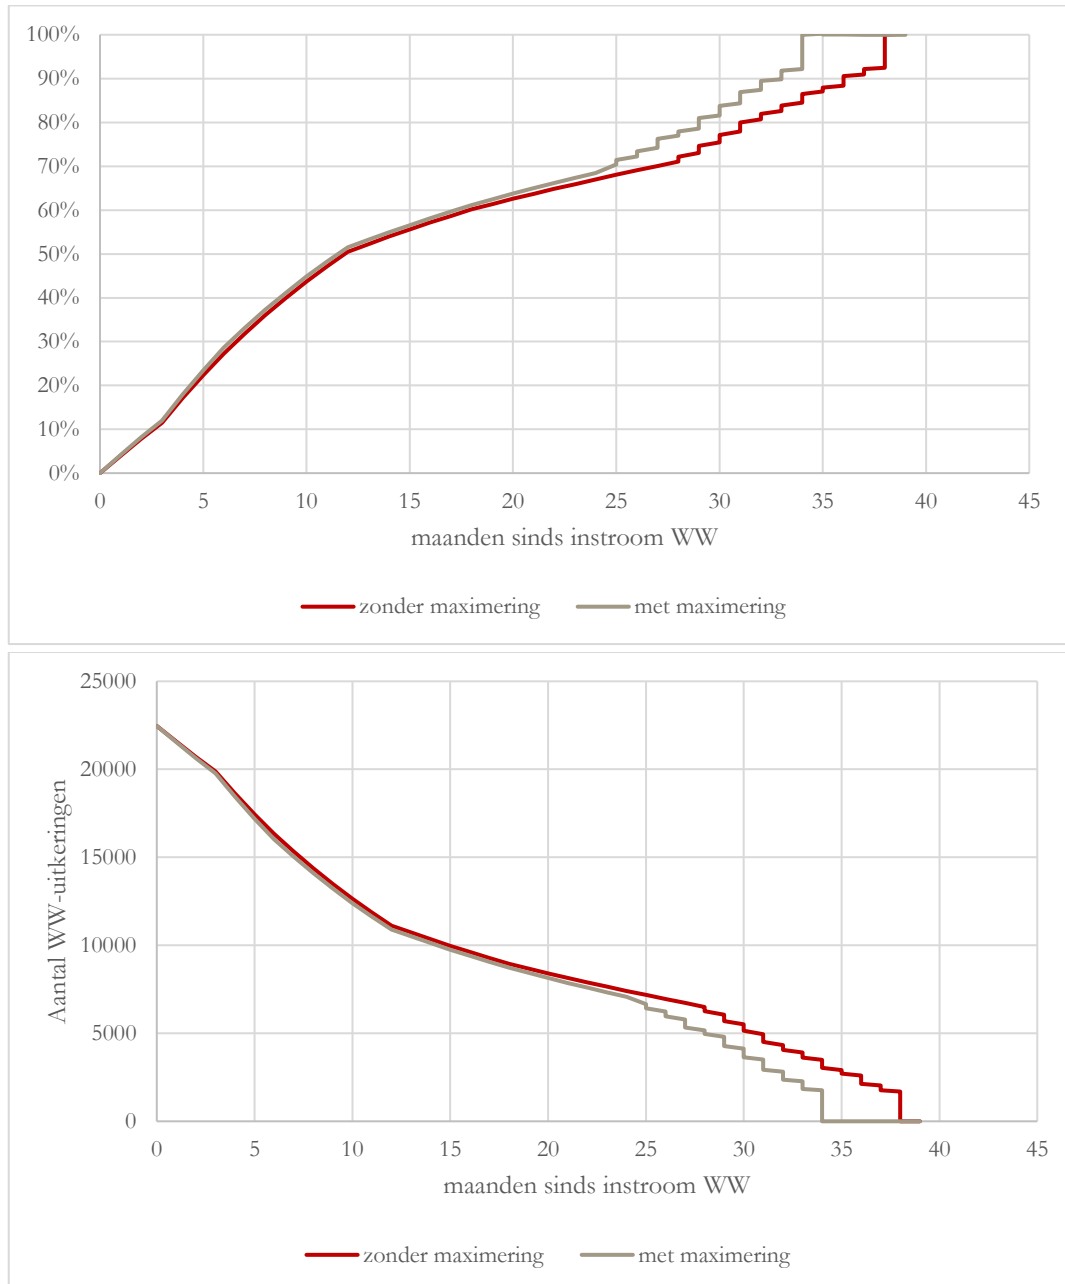 100%
90%
80%
70%
60%
50%
40%
30%
20%
10%
0%
0 5 10 15 20 25 30 35 40 45
maanden sinds instroom WW
zonder maximering met maximering
25000
20000
15000
10000
5000
0
Aantal WW-uitkeringen
0 5 10 15 20 25 30 35 40 45
maanden sinds instroom WW
zonder maximering met maximering